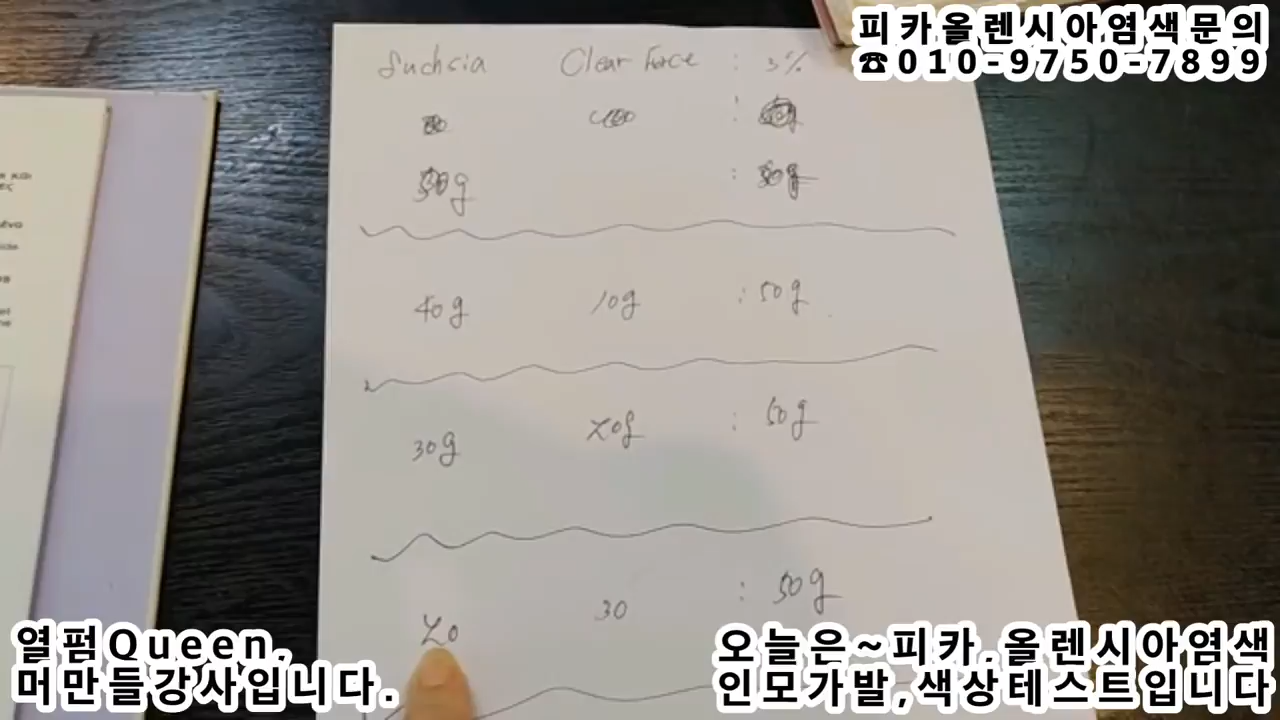 피카올렌시아염색문의
☎010-9750-7899
fuchsia Clear Force : 3%
:
50g : 50g
40g 10g : 50g
30g 20g : 50g
20 30 : 50g
열펌Queen,
머만들강사입니다.
오늘은~피카.올렌시아염색
인모가발,색상테스트입니다